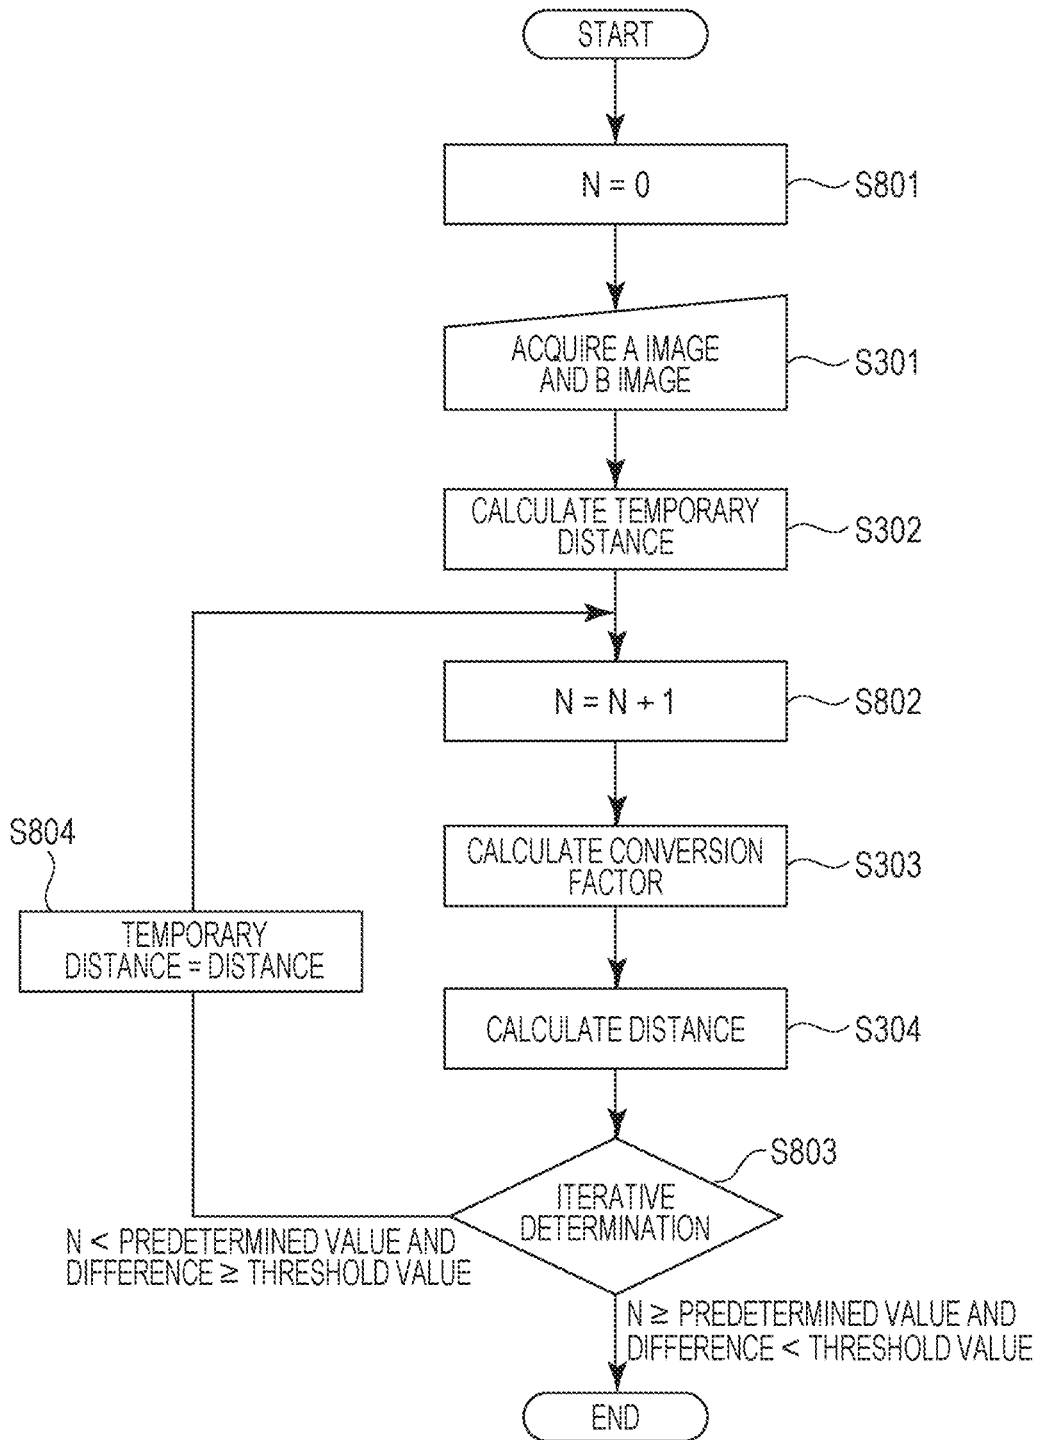 START
N = 0
S801
ACQUIRE A IMAGE
AND B IMAGE
S301
CALCULATE TEMPORARY
DISTANCE
S302
N = N + 1
S802
S804
CALCULATE CONVERSION
FACTOR
S303
TEMPORARY
DISTANCE = DISTANCE
CALCULATE DISTANCE
S304
S803
ITERATIVE
DETERMINATION
N < PREDETERMINED VALUE AND
DIFFERENCE ≥ THRESHOLD VALUE
N ≥ PREDETERMINED VALUE AND
DIFFERENCE < THRESHOLD VALUE
END